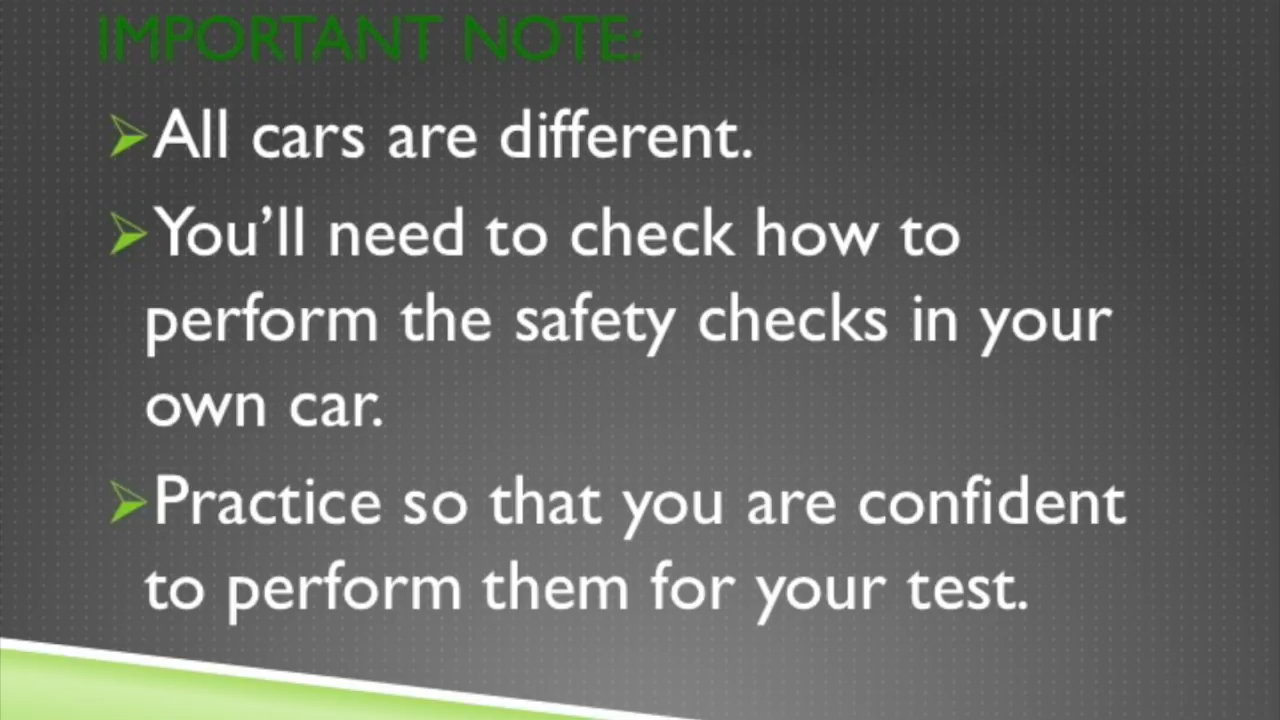 IMPORTANT NOTE:
➢All cars are different.
➢You’ll need to check how to
perform the safety checks in your
own car.
➢Practice so that you are confident
to perform them for your test.